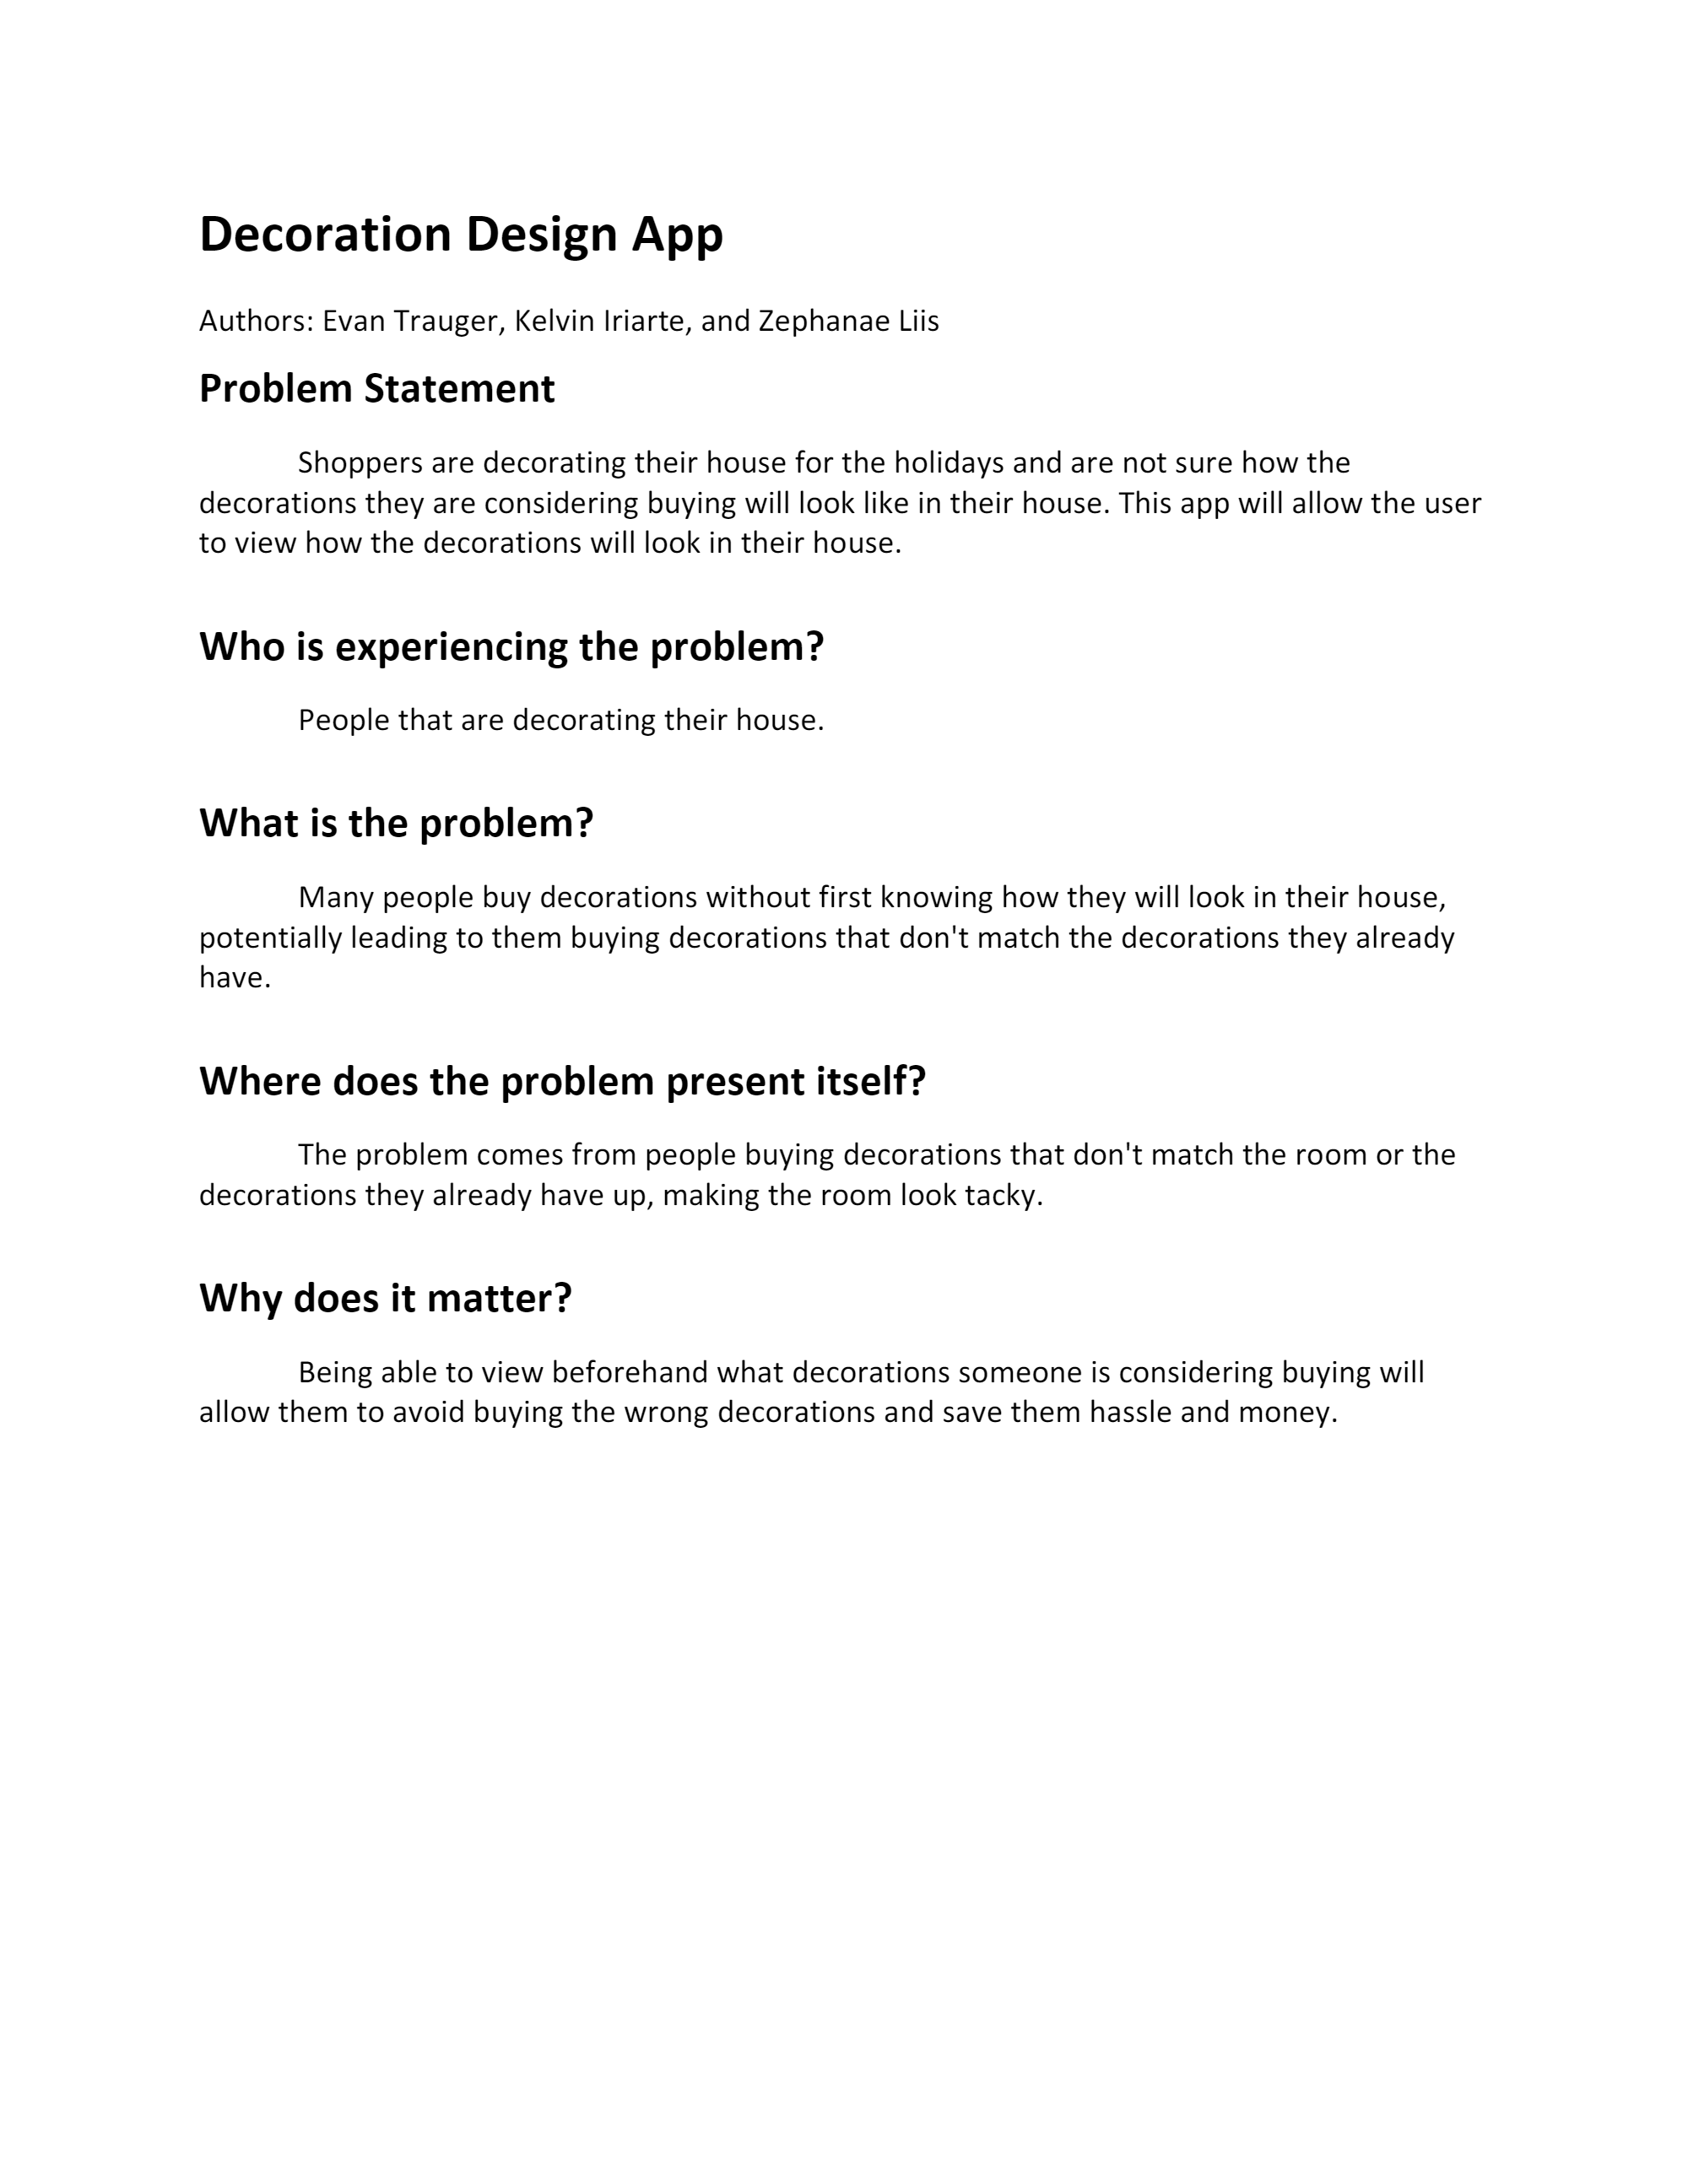 Decoration Design App
Authors: Evan Trauger, Kelvin Iriarte, and Zephanae Liis
Problem Statement
Shoppers are decorating their house for the holidays and are not sure how the
decorations they are considering buying will look like in their house. This app will allow the user
to view how the decorations will look in their house.
Who is experiencing the problem?
People that are decorating their house.
What is the problem?
Many people buy decorations without first knowing how they will look in their house,
potentially leading to them buying decorations that don't match the decorations they already
have.
Where does the problem present itself?
The problem comes from people buying decorations that don't match the room or the
decorations they already have up, making the room look tacky.
Why does it matter?
Being able to view beforehand what decorations someone is considering buying will
allow them to avoid buying the wrong decorations and save them hassle and money.